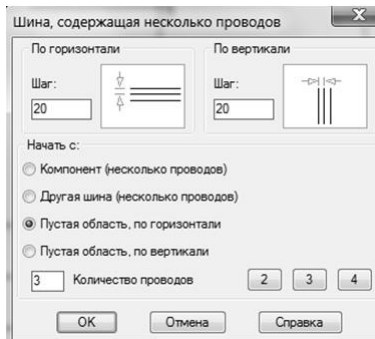 Шина, содержащая несколько проводов
По горизонтали
Шаг:
20
По вертикали
Шаг:
20
Начать с:
Компонент (несколько проводов)
Другая шина (несколько проводов)
Пустая область, по горизонтали
Пустая область, по вертикали
3 Количество проводов 2 3 4
OK Отмена Справка